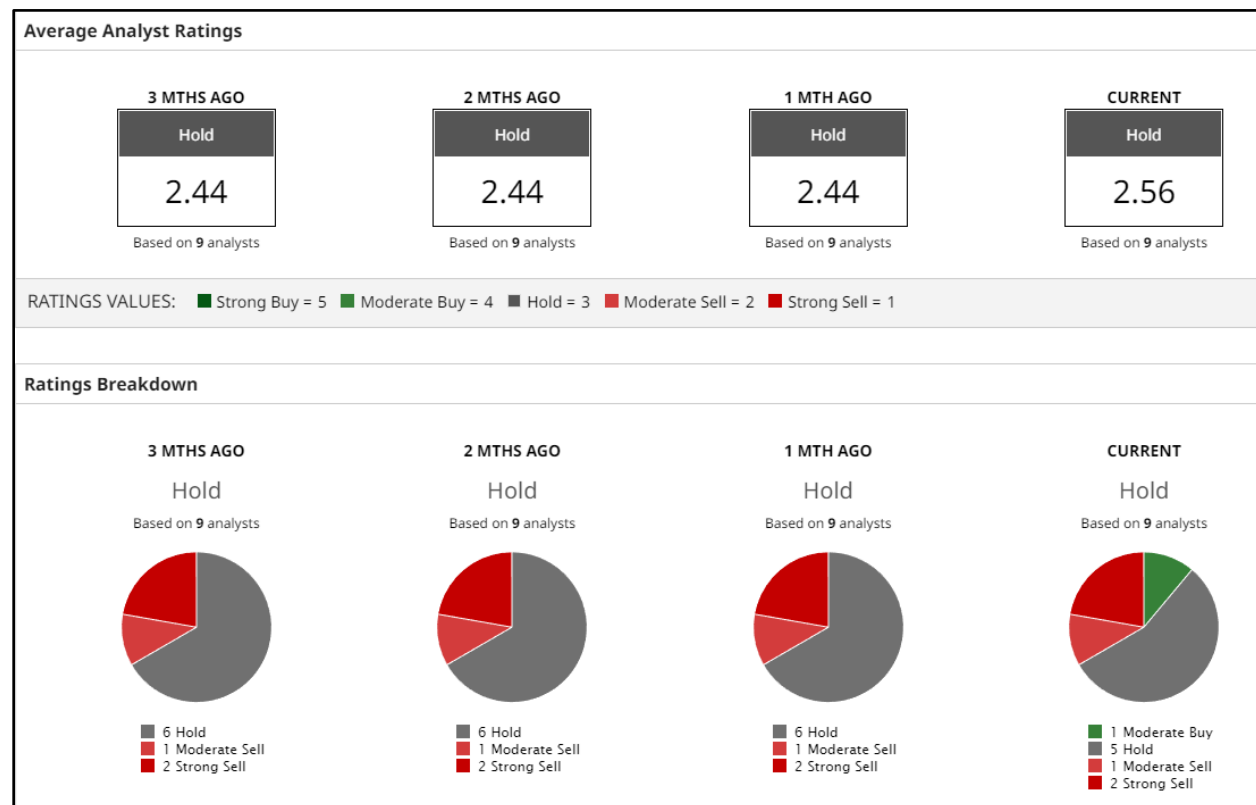 Average Analyst Ratings
3 MTHS AGO 2 MTHS AGO 1 MTH AGO CURRENT
Hold Hold Hold Hold
2.44 2.44 2.44 2.56
Based on 9 analysts Based on 9 analysts Based on 9 analysts Based on 9 analysts
RATINGS VALUES: Strong Buy = 5 Moderate Buy = 4 Hold = 3 Moderate Sell = 2 Strong Sell = 1
Ratings Breakdown
3 MTHS AGO 2 MTHS AGO 1 MTH AGO CURRENT
Hold Hold Hold Hold
Based on 9 analysts Based on 9 analysts Based on 9 analysts Based on 9 analysts
6 Hold 6 Hold 6 Hold 1 Moderate Buy
1 Moderate Sell 1 Moderate Sell 1 Moderate Sell 5 Hold
2 Strong Sell 2 Strong Sell 2 Strong Sell 1 Moderate Sell
2 Strong Sell